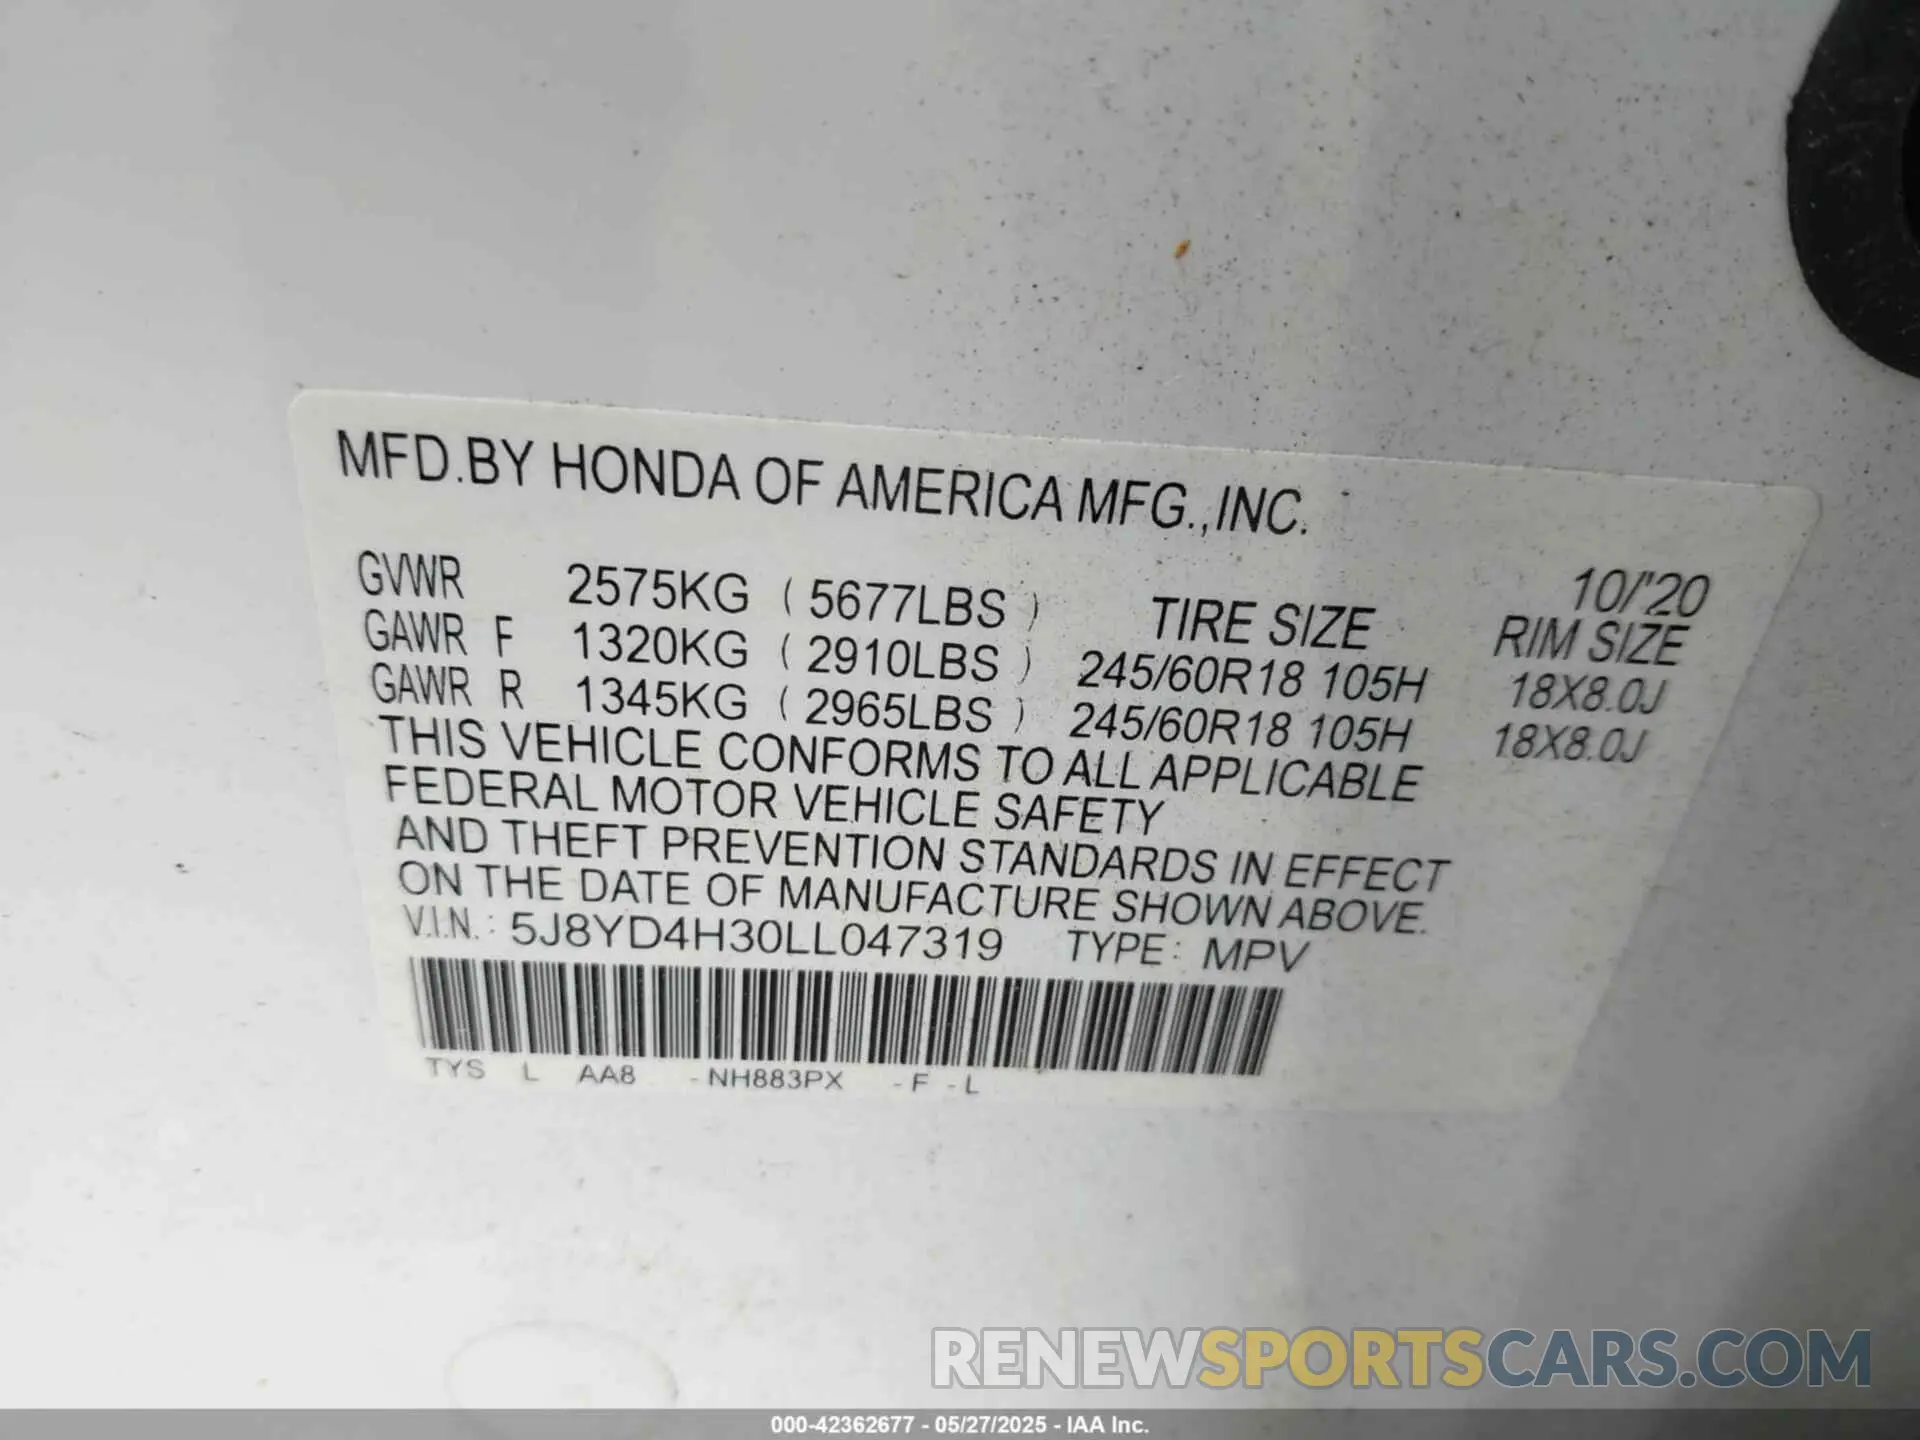 MFD.BY HONDA OF AMERICA MFG.,INC.
10/'20
GVWR 2575KG ( 5677LBS ) TIRE SIZE RIM SIZE
GAWR F 1320KG ( 2910LBS ) 245/60R18 105H 18X8.0J
GAWR R 1345KG ( 2965LBS ) 245/60R18 105H 18X8.0J
THIS VEHICLE CONFORMS TO ALL APPLICABLE
FEDERAL MOTOR VEHICLE SAFETY
AND THEFT PREVENTION STANDARDS IN EFFECT
ON THE DATE OF MANUFACTURE SHOWN ABOVE.
V.I.N.: 5J8YD4H30LL047319 TYPE: MPV
TYS L AA8 -NH883PX -F -L
RENEWSPORTSCARS.COM
000-42362677 - 05/27/2025 - IAA Inc.